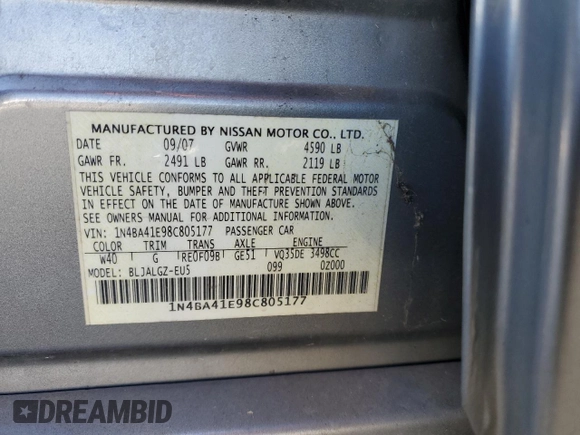 MANUFACTURED BY NISSAN MOTOR CO., LTD.
DATE 09/07 GVWR 4590 LB
GAWR FR. 2491 LB GAWR RR. 2119 LB
THIS VEHICLE CONFORMS TO ALL APPLICABLE FEDERAL MOTOR
VEHICLE SAFETY, BUMPER AND THEFT PREVENTION STANDARDS
IN EFFECT ON THE DATE OF MANUFACTURE SHOWN ABOVE.
SEE OWNERS MANUAL FOR ADDITIONAL INFORMATION.
VIN: 1N4BA41E98C805177 PASSENGER CAR
COLOR TRIM TRANS AXLE ENGINE
W40 G RE0F09B GE51 VQ35DE 3498CC
MODEL: BLJALGZ-EU5 099 02000
1N4BA41E98C805177
DREAMBID